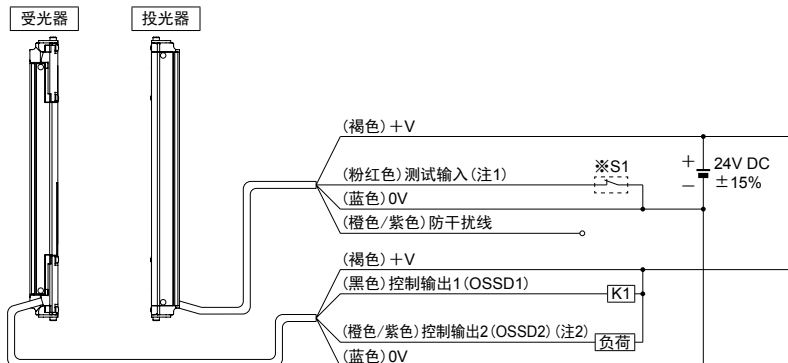 受光器 投光器
(褐色)＋V
(粉红色)测试输入(注1)
※S1
＋
－
24V DC
±15%
(蓝色)0V
(橙色/紫色)防干扰线
(褐色)＋V
(黑色)控制输出1(OSSD1)
K1
(橙色/紫色)控制输出2(OSSD2)(注2)
负荷
(蓝色)0V